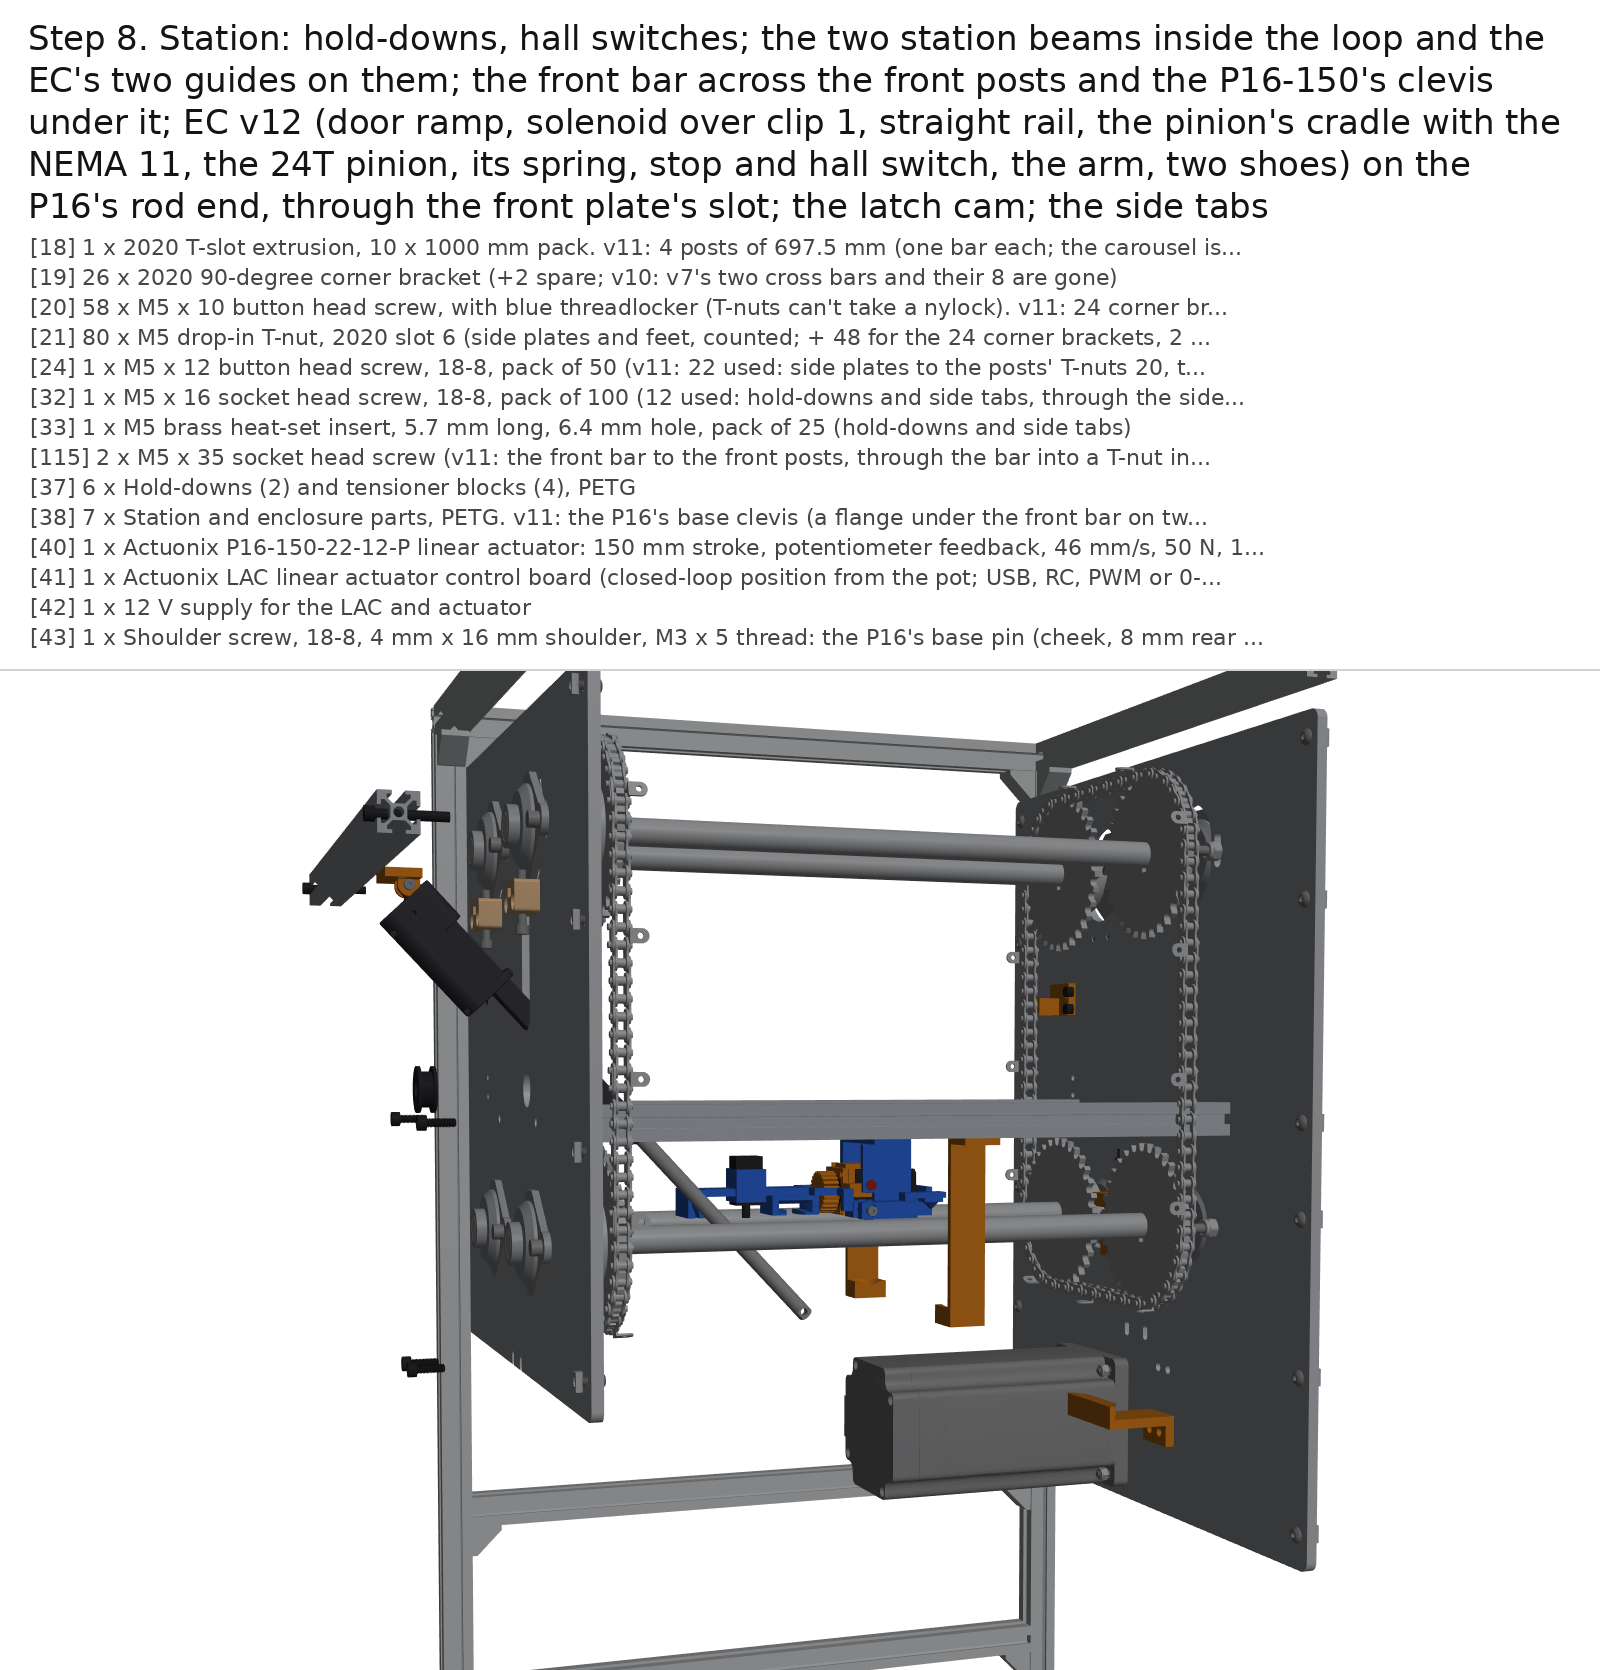 Step 8. Station: hold-downs, hall switches; the two station beams inside the loop and the
EC's two guides on them; the front bar across the front posts and the P16-150's clevis
under it; EC v12 (door ramp, solenoid over clip 1, straight rail, the pinion's cradle with the
NEMA 11, the 24T pinion, its spring, stop and hall switch, the arm, two shoes) on the
P16's rod end, through the front plate's slot; the latch cam; the side tabs
[18] 1 x 2020 T-slot extrusion, 10 x 1000 mm pack. v11: 4 posts of 697.5 mm (one bar each; the carousel is...
[19] 26 x 2020 90-degree corner bracket (+2 spare; v10: v7's two cross bars and their 8 are gone)
[20] 58 x M5 x 10 button head screw, with blue threadlocker (T-nuts can't take a nylock). v11: 24 corner br...
[21] 80 x M5 drop-in T-nut, 2020 slot 6 (side plates and feet, counted; + 48 for the 24 corner brackets, 2 ...
[24] 1 x M5 x 12 button head screw, 18-8, pack of 50 (v11: 22 used: side plates to the posts' T-nuts 20, t...
[32] 1 x M5 x 16 socket head screw, 18-8, pack of 100 (12 used: hold-downs and side tabs, through the side...
[33] 1 x M5 brass heat-set insert, 5.7 mm long, 6.4 mm hole, pack of 25 (hold-downs and side tabs)
[115] 2 x M5 x 35 socket head screw (v11: the front bar to the front posts, through the bar into a T-nut in...
[37] 6 x Hold-downs (2) and tensioner blocks (4), PETG
[38] 7 x Station and enclosure parts, PETG. v11: the P16's base clevis (a flange under the front bar on tw...
[40] 1 x Actuonix P16-150-22-12-P linear actuator: 150 mm stroke, potentiometer feedback, 46 mm/s, 50 N, 1...
[41] 1 x Actuonix LAC linear actuator control board (closed-loop position from the pot; USB, RC, PWM or 0-...
[42] 1 x 12 V supply for the LAC and actuator
[43] 1 x Shoulder screw, 18-8, 4 mm x 16 mm shoulder, M3 x 5 thread: the P16's base pin (cheek, 8 mm rear ...